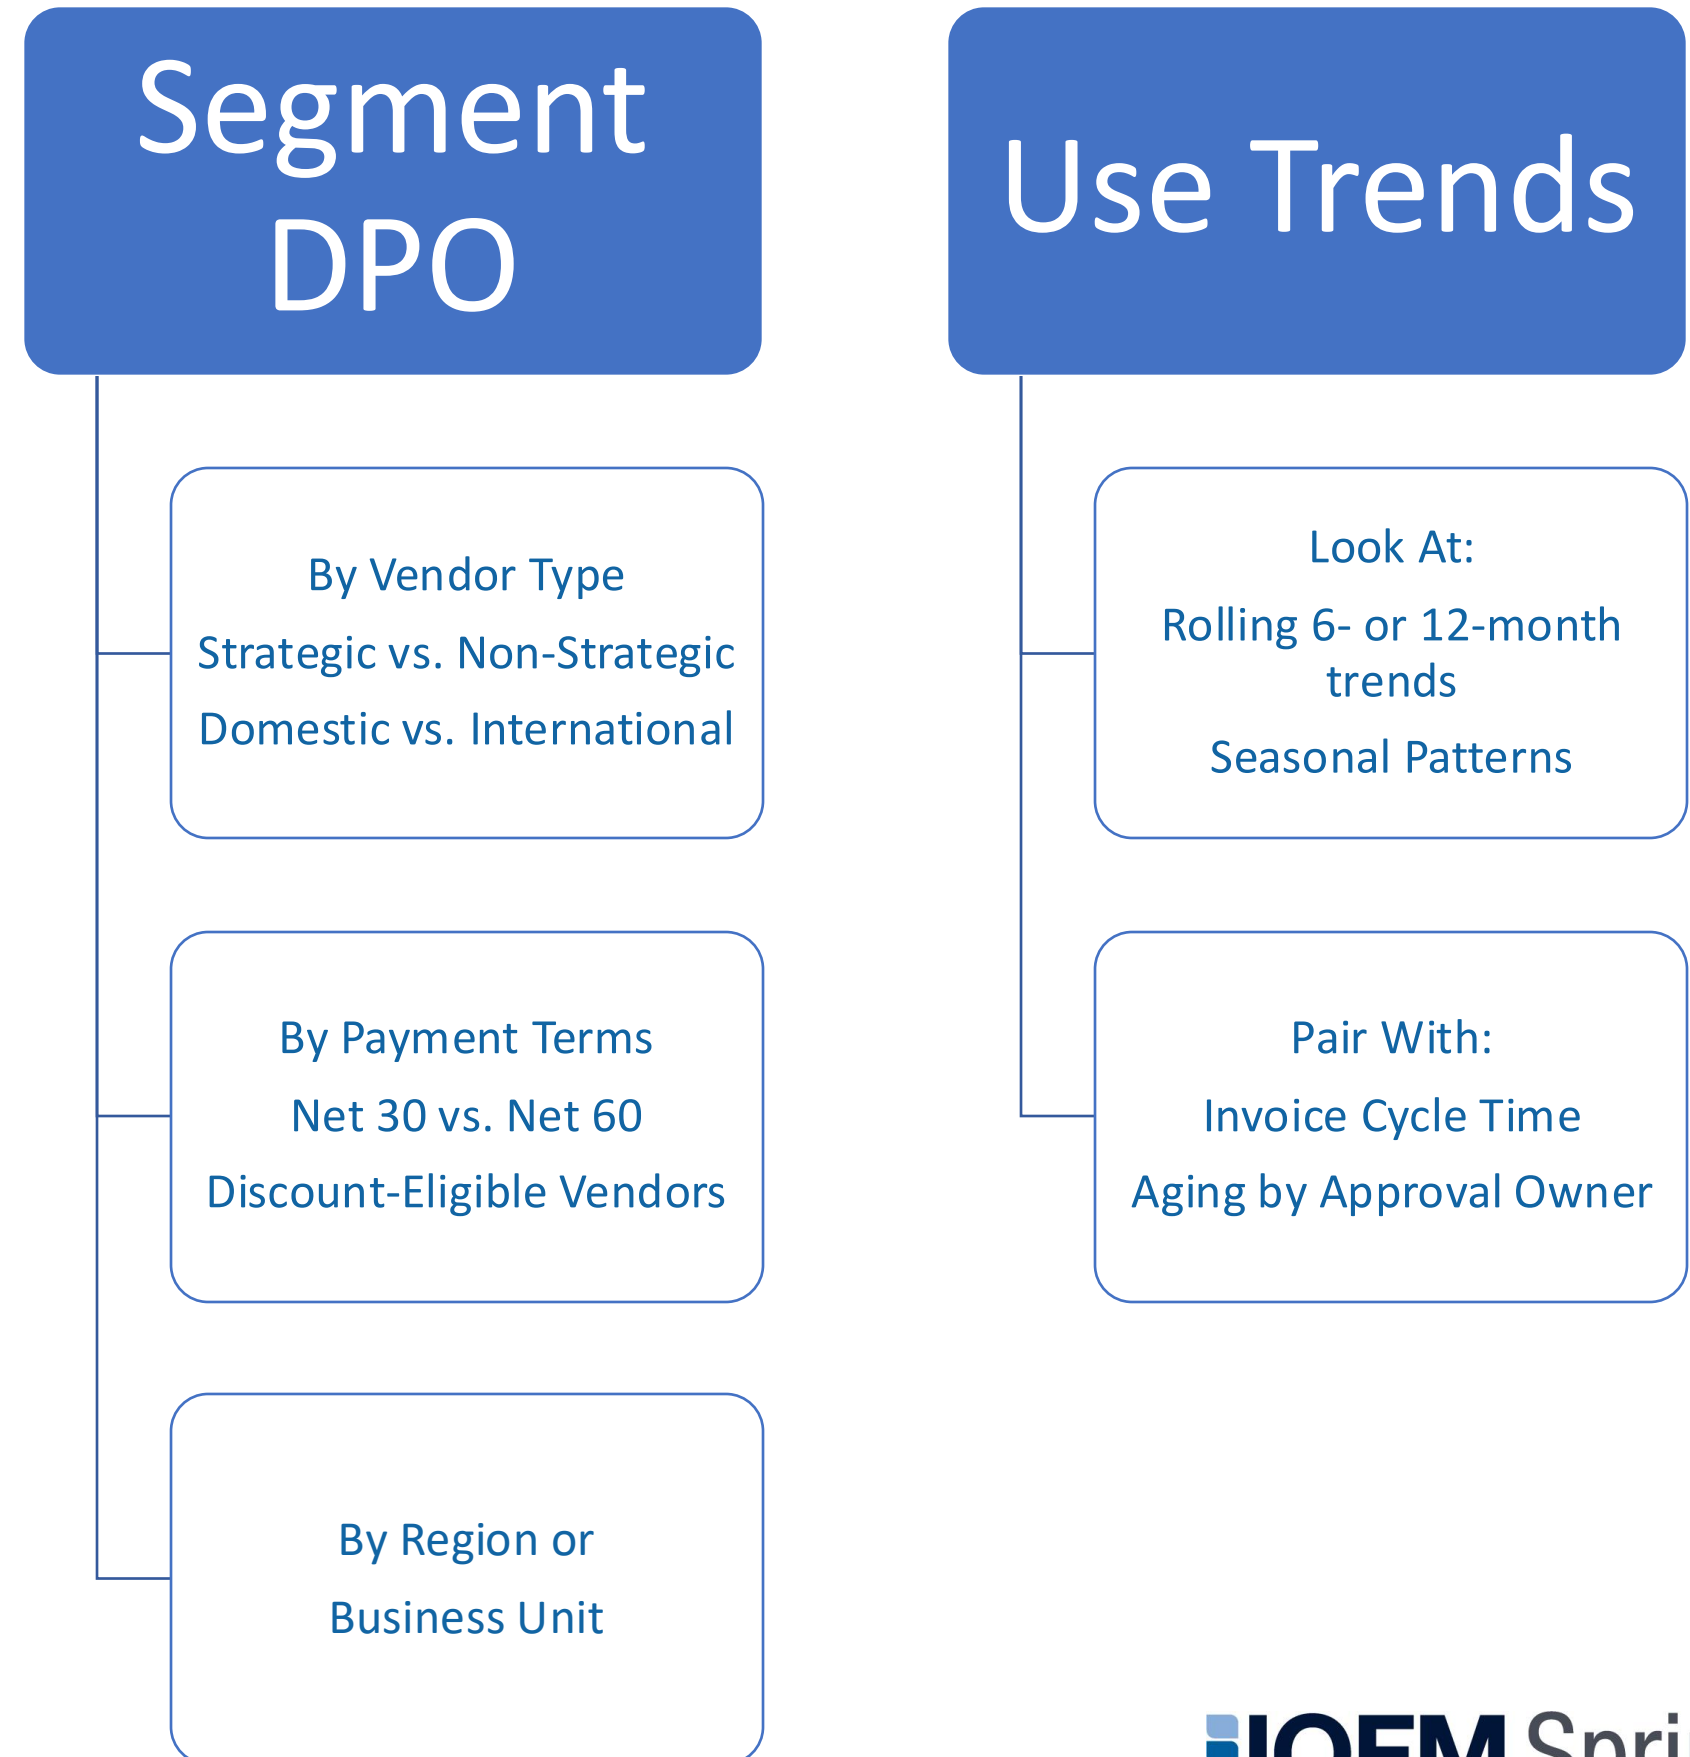 Segment
DPO
By Vendor Type
Strategic vs. Non-Strategic
Domestic vs. International
By Payment Terms
Net 30 vs. Net 60
Discount-Eligible Vendors
By Region or
Business Unit
Use Trends
Look At:
Rolling 6- or 12-month
trends
Seasonal Patterns
Pair With:
Invoice Cycle Time
Aging by Approval Owner
IOFM